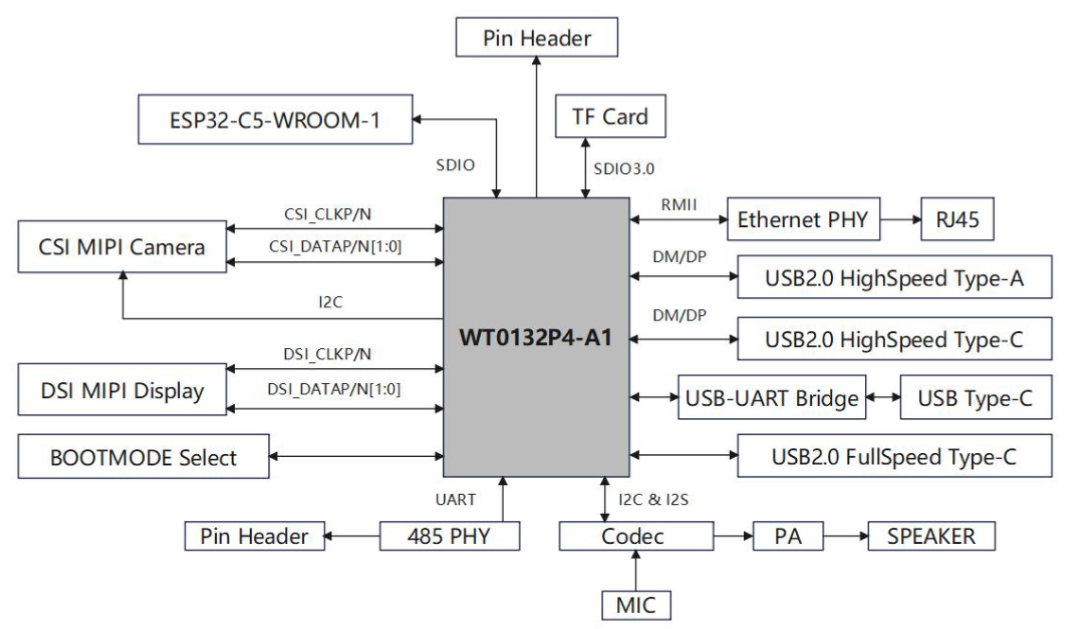 Pin Header
ESP32-C5-WROOM-1
TF Card
SDIO
SDIO3.0
CSI_CLKP/N
RMII
CSI MIPI Camera
CSI_DATAP/N[1:0]
Ethernet PHY
RJ45
DM/DP
USB2.0 HighSpeed Type-A
I2C
DM/DP
WT0132P4-A1
USB2.0 HighSpeed Type-C
DSI_CLKP/N
DSI MIPI Display
DSI_DATAP/N[1:0]
USB-UART Bridge
USB Type-C
BOOTMODE Select
USB2.0 FullSpeed Type-C
UART
I2C & I2S
Pin Header
485 PHY
Codec
PA
SPEAKER
MIC